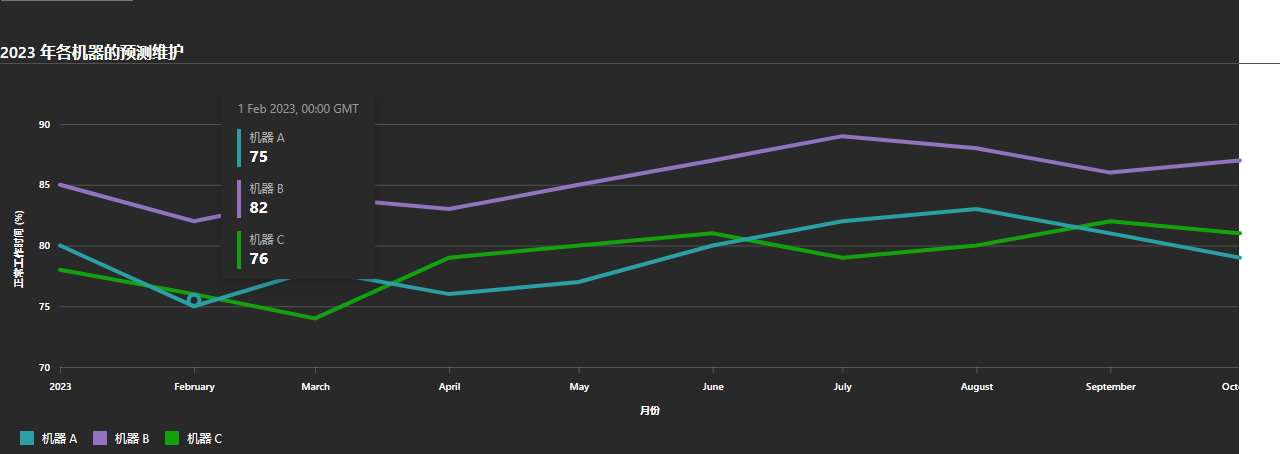 2023 年各机器的预测维护
1 Feb 2023, 00:00 GMT
机器 A
75
机器 B
82
机器 C
76
正常工作时间 (%)
90
85
80
75
70
2023 February March April May June July August September Octo
月份
机器 A 机器 B 机器 C